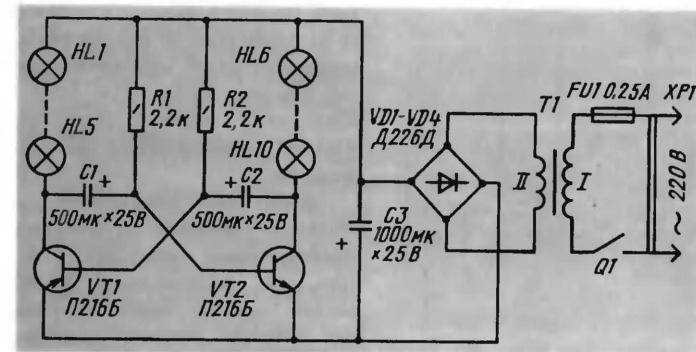 HL1
HL6
R1
2,2к
R2
2,2к
HL5
HL10
C1
+
+
C2
500мк×25В
500мк×25В
VT1
П216Б
VT2
П216Б
VD1-VD4
Д226Д
C3
1000мк
×25В
+
T1
II
I
FU1 0.25A
XP1
~ 220 В
Q1